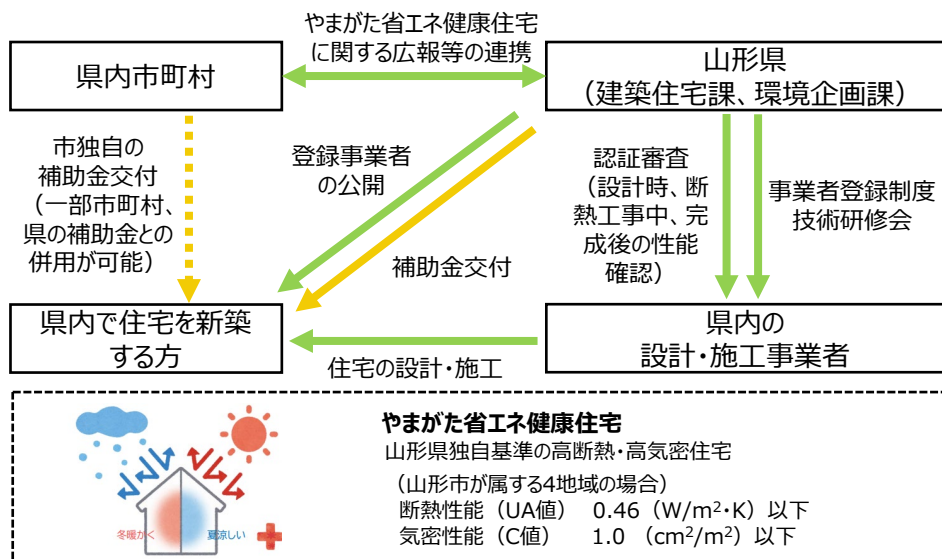 やまがた省エネ健康住宅
に関する広報等の連携
県内市町村
山形県
（建築住宅課、環境企画課）
市独自の
補助金交付
（一部市町村、
県の補助金との
併用が可能）
登録事業者
の公開
補助金交付
認証審査
（設計時、断
熱工事中、完
成後の性能
確認）
事業者登録制度
技術研修会
県内で住宅を新築
する方
住宅の設計・施工
県内の
設計・施工事業者
冬暖かく
夏涼しい
やまがた省エネ健康住宅
山形県独自基準の高断熱・高気密住宅
（山形市が属する4地域の場合）
断熱性能（UA値） 0.46（W/m²・K）以下
気密性能（C値） 1.0 （cm²/m²）以下